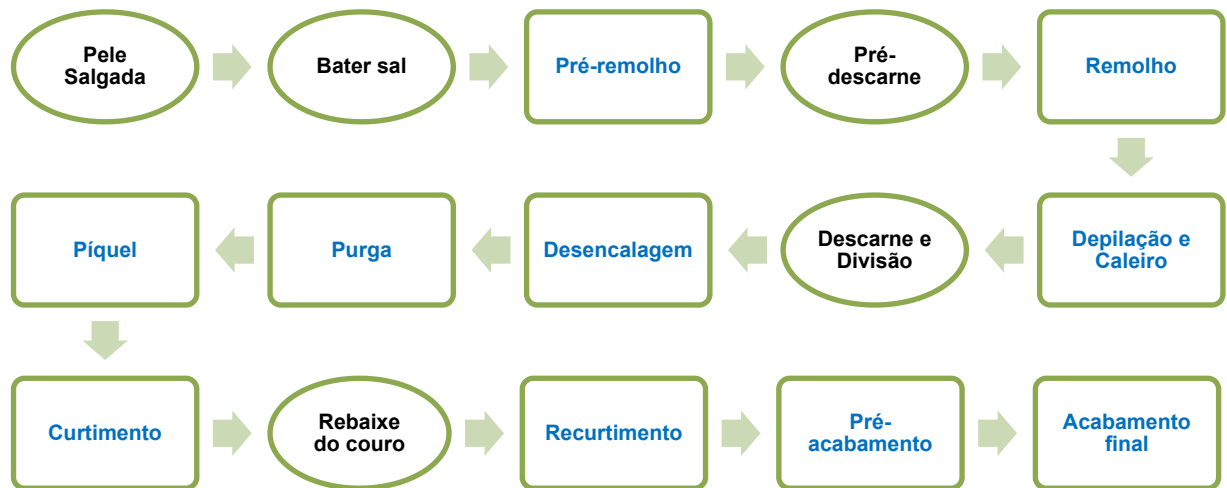 Pele
Salgada
Bater sal
Pré-remolho
Pré-
descarne
Remolho
Píquel
Purga
Desencalagem
Descarne e
Divisão
Depilação e
Caleiro
Curtimento
Rebaixe
do couro
Recurtimento
Pré-
acabamento
Acabamento
final